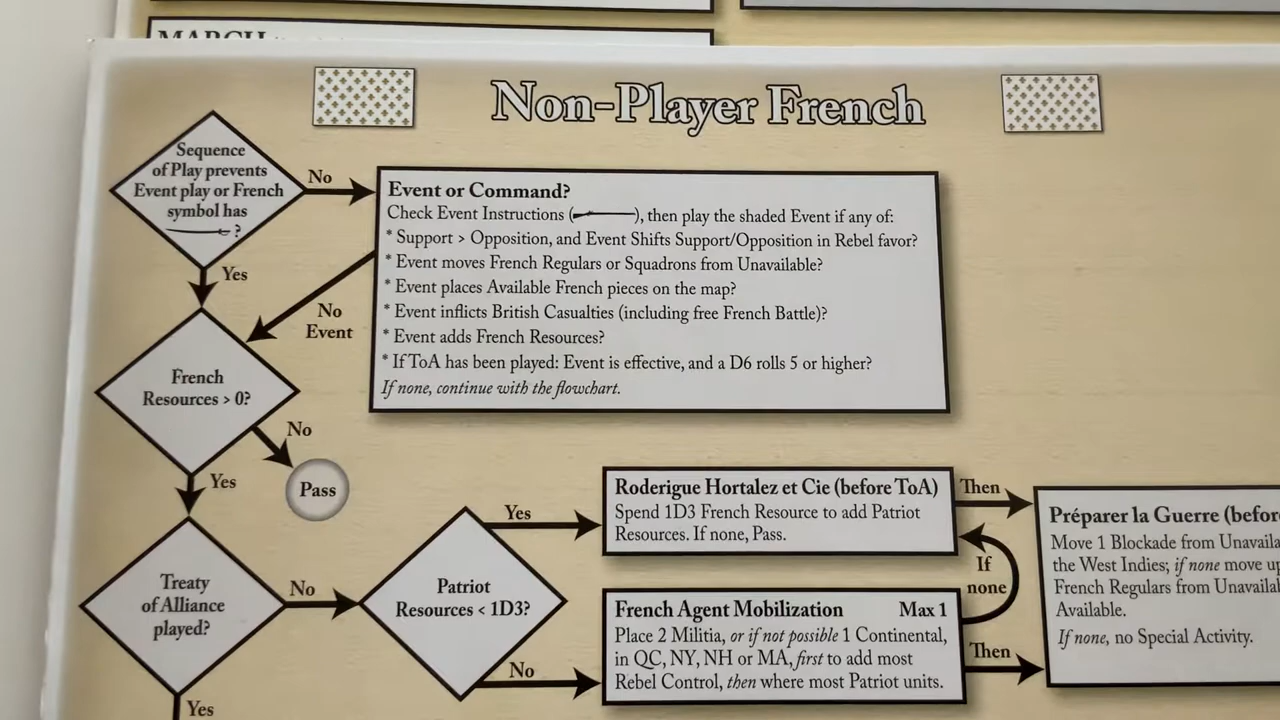 MARCH
Non-Player French
Sequence
of Play prevents
Event play or French
symbol has
?
No
Yes
Event or Command?
Check Event Instructions ( ), then play the shaded Event if any of:
* Support > Opposition, and Event Shifts Support/Opposition in Rebel favor?
* Event moves French Regulars or Squadrons from Unavailable?
* Event places Available French pieces on the map?
* Event inflicts British Casualties (including free French Battle)?
* Event adds French Resources?
* If ToA has been played: Event is effective, and a D6 rolls 5 or higher?
If none, continue with the flowchart.
No
Event
French
Resources > 0?
No
Pass
Yes
Treaty
of Alliance
played?
No
Yes
Patriot
Resources < 1D3?
Yes
No
Roderigue Hortalez et Cie (before ToA)
Spend 1D3 French Resource to add Patriot
Resources. If none, Pass.
Then
If
none
French Agent Mobilization Max 1
Place 2 Militia, or if not possible 1 Continental,
in QC, NY, NH or MA, first to add most
Rebel Control, then where most Patriot units.
Then
Préparer la Guerre (befor
Move 1 Blockade from Unavaila
the West Indies; if none move up
French Regulars from Unavailal
Available.
If none, no Special Activity.